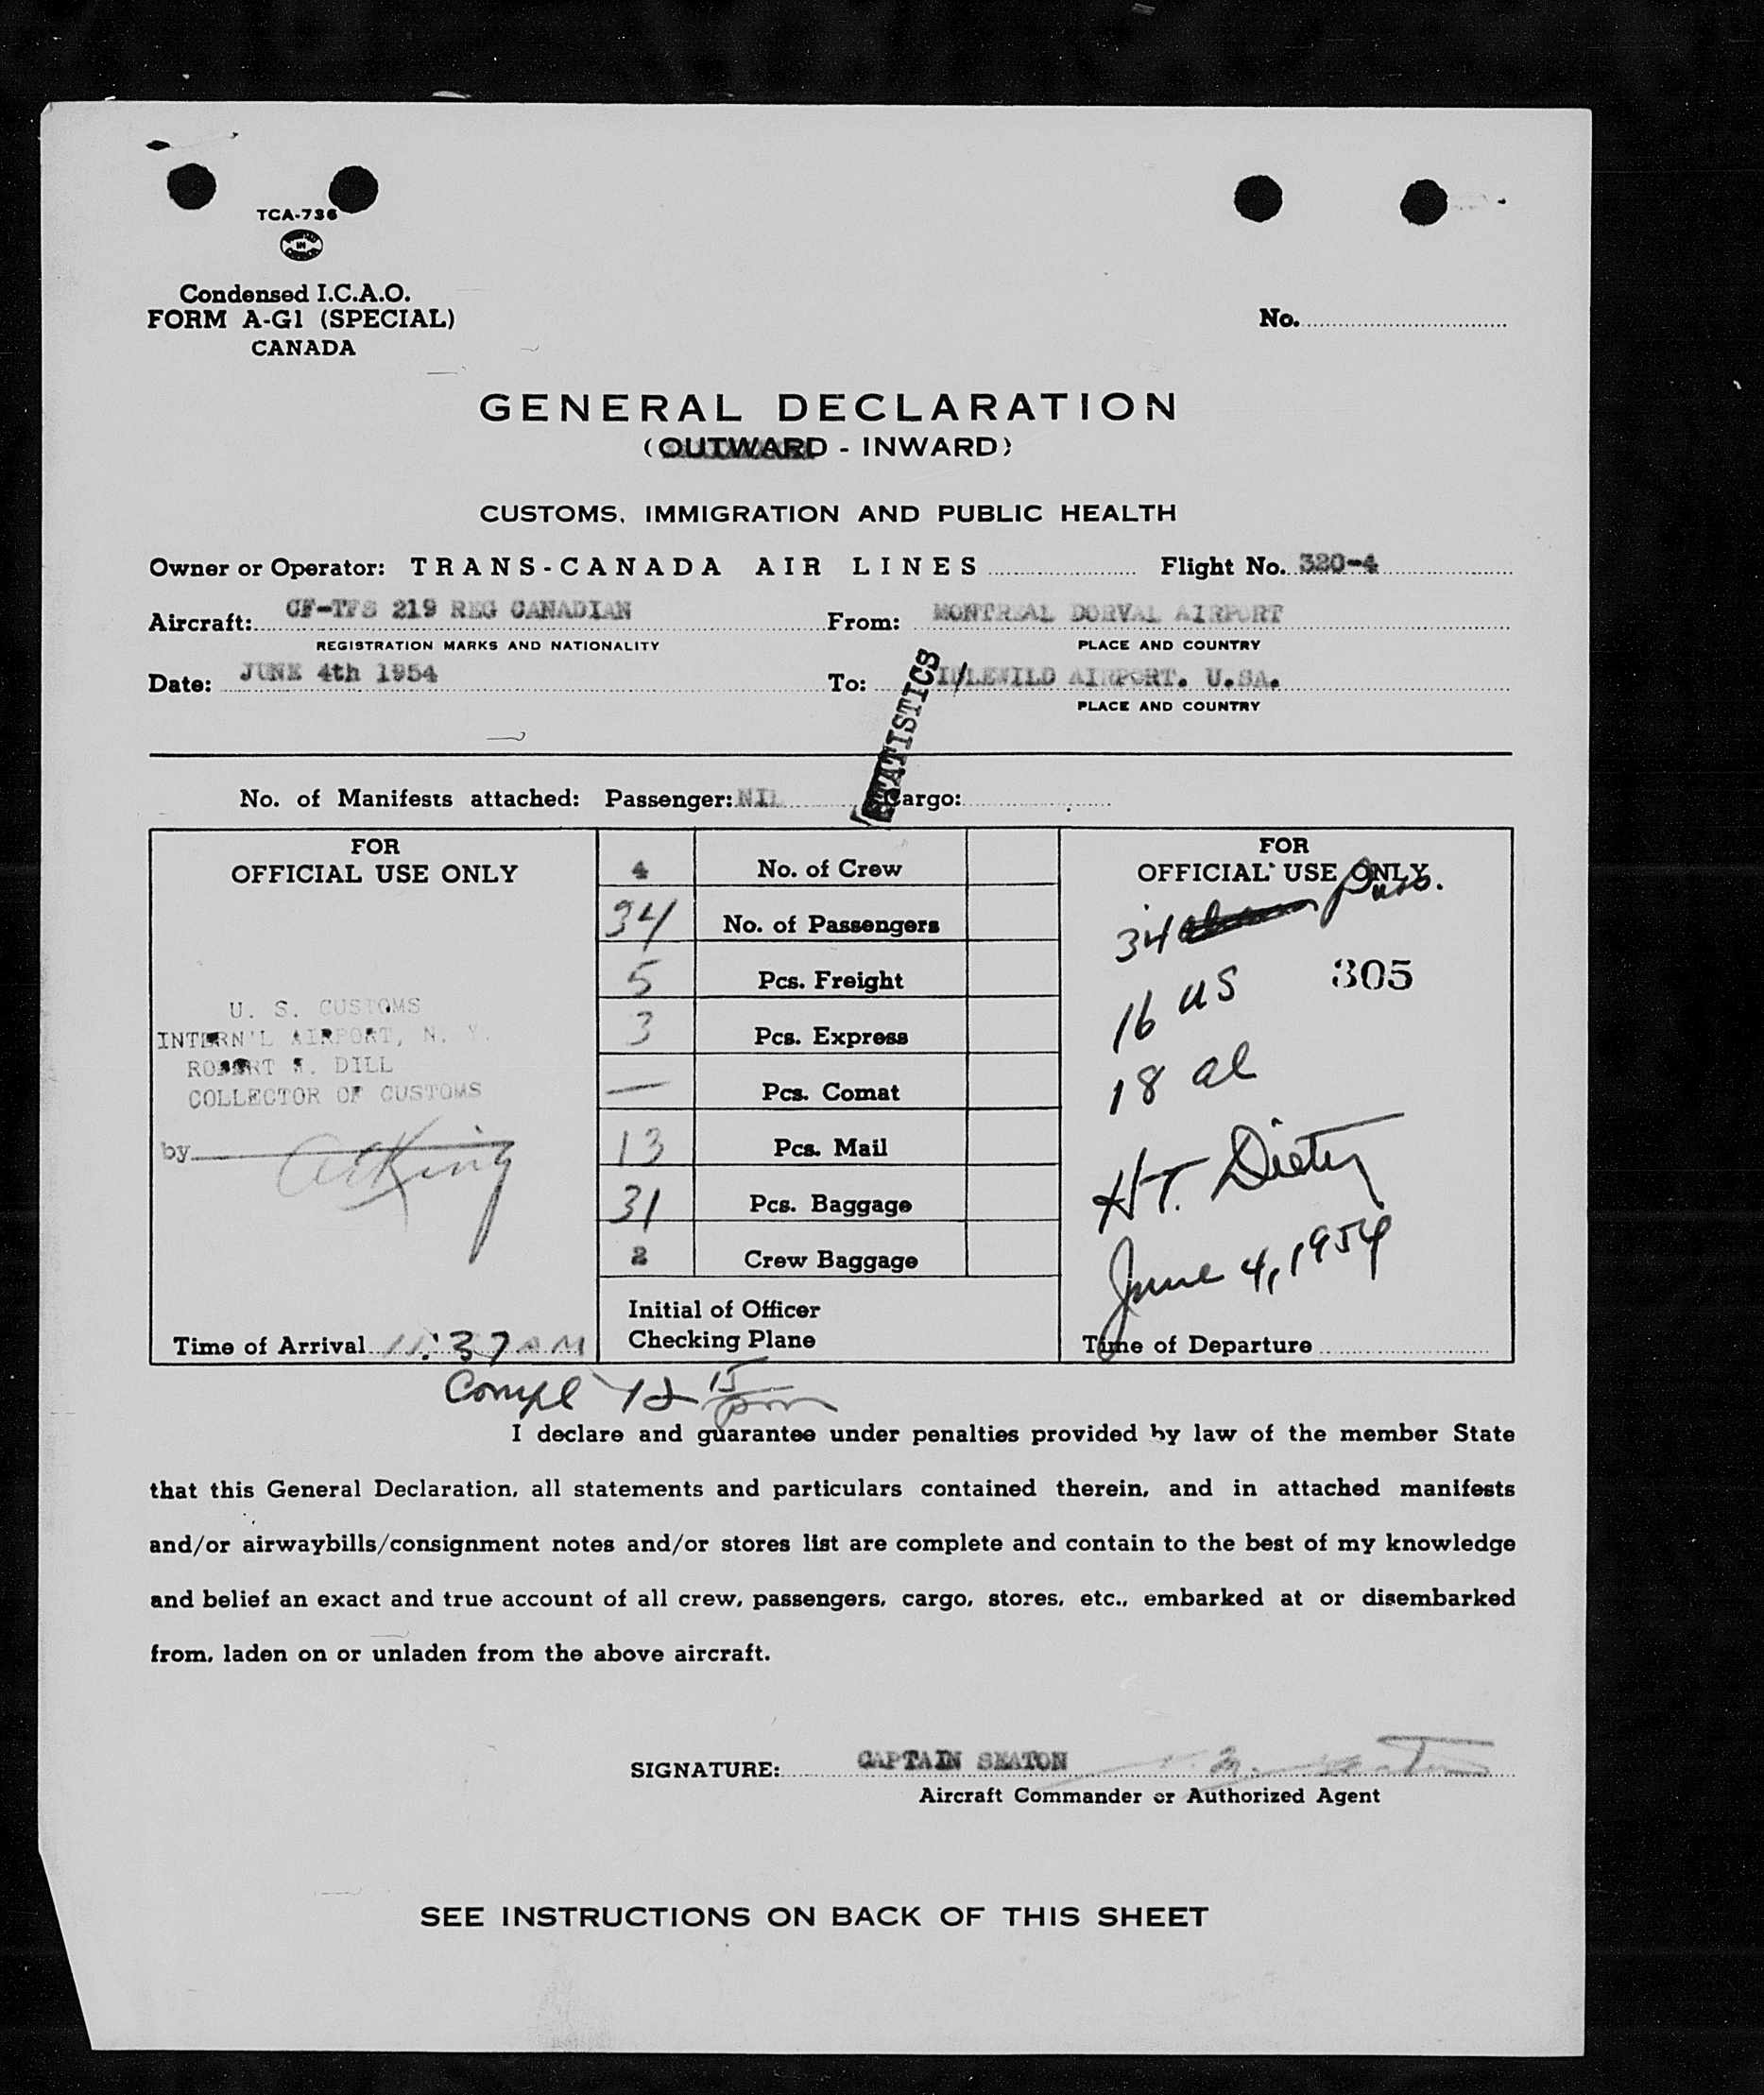 TCA-736
IN
Condensed I.C.A.O.
FORM A-G1 (SPECIAL)
CANADA
No.
GENERAL DECLARATION
(OUTWARD - INWARD)
CUSTOMS, IMMIGRATION AND PUBLIC HEALTH
Owner or Operator: TRANS-CANADA AIR LINES Flight No. 320-4
Aircraft: CF-TFS 219 REG CANADIAN From: MONTREAL DORVAL AIRPORT
REGISTRATION MARKS AND NATIONALITY PLACE AND COUNTRY
Date: JUNE 4th 1954 To: IDLEWILD AIRPORT. U.SA.
PLACE AND COUNTRY
STATISTICS
No. of Manifests attached: Passenger: NIL Cargo:
FOR
OFFICIAL USE ONLY
U. S. CUSTOMS
INTERN'L AIRPORT, N. Y.
ROBERT W. DILL
COLLECTOR OF CUSTOMS
by King
Time of Arrival 11:37 AM
4 No. of Crew
34 No. of Passengers
5 Pcs. Freight
3 Pcs. Express
— Pcs. Comat
13 Pcs. Mail
31 Pcs. Baggage
2 Crew Baggage
Initial of Officer
Checking Plane
FOR
OFFICIAL USE ONLY
34 pass.
16 US 305
18 al
H.T. Dietz
June 4, 1954
Time of Departure
Compl 12 15 pm
I declare and guarantee under penalties provided by law of the member State
that this General Declaration, all statements and particulars contained therein, and in attached manifests
and/or airwaybills/consignment notes and/or stores list are complete and contain to the best of my knowledge
and belief an exact and true account of all crew, passengers, cargo, stores, etc., embarked at or disembarked
from, laden on or unladen from the above aircraft.
SIGNATURE: CAPTAIN SEATON
Aircraft Commander or Authorized Agent
SEE INSTRUCTIONS ON BACK OF THIS SHEET